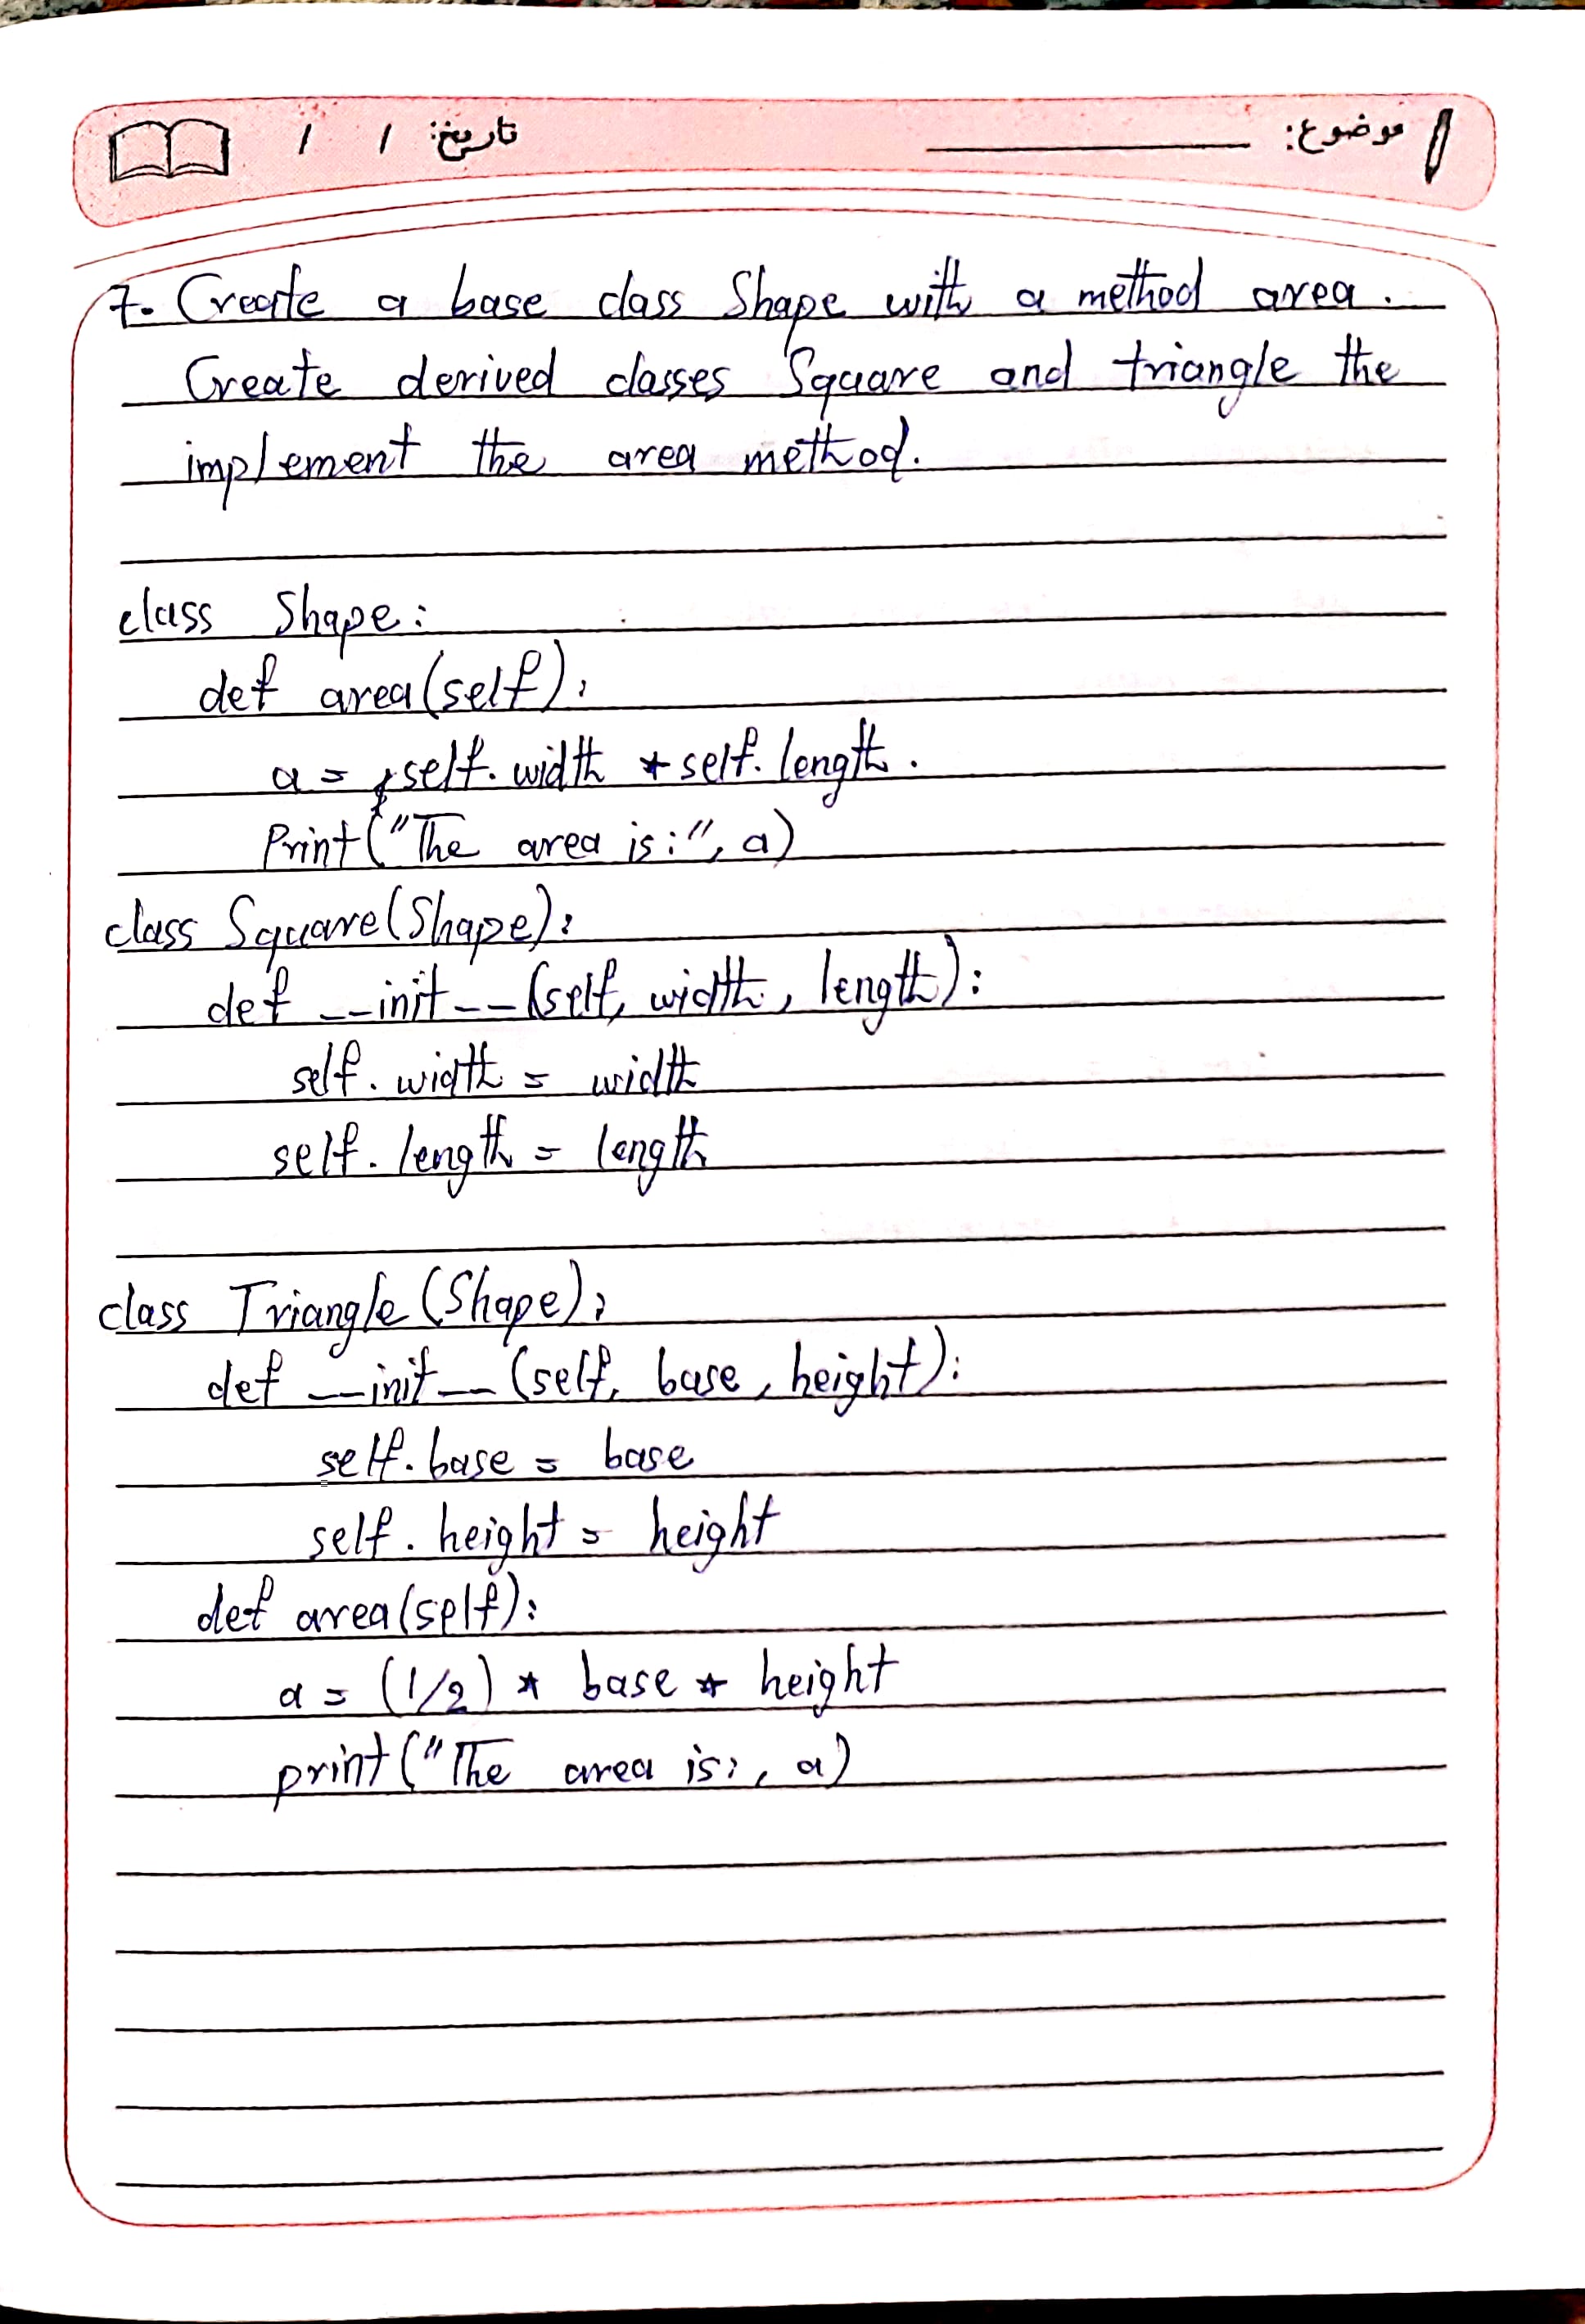 موضوع:
تاریخ: / /
7. Create a base class Shape with a method area.
Create derived classes Square and triangle the
implement the area method.
class Shape:
def area(self):
a = self.width * self.length.
Print("The area is:", a)
class Square(Shape):
def __init__(self, width, length):
self.width = width
self.length = length
class Triangle(Shape):
def __init__(self, base, height):
self.base = base
self.height = height
def area(self):
a = (1/2) * base * height
print("The area is:, a)